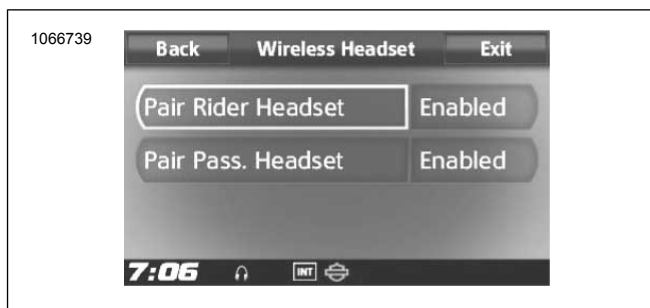 1066739
Back Wireless Headset Exit
Pair Rider Headset Enabled
Pair Pass. Headset Enabled
7:06 INT